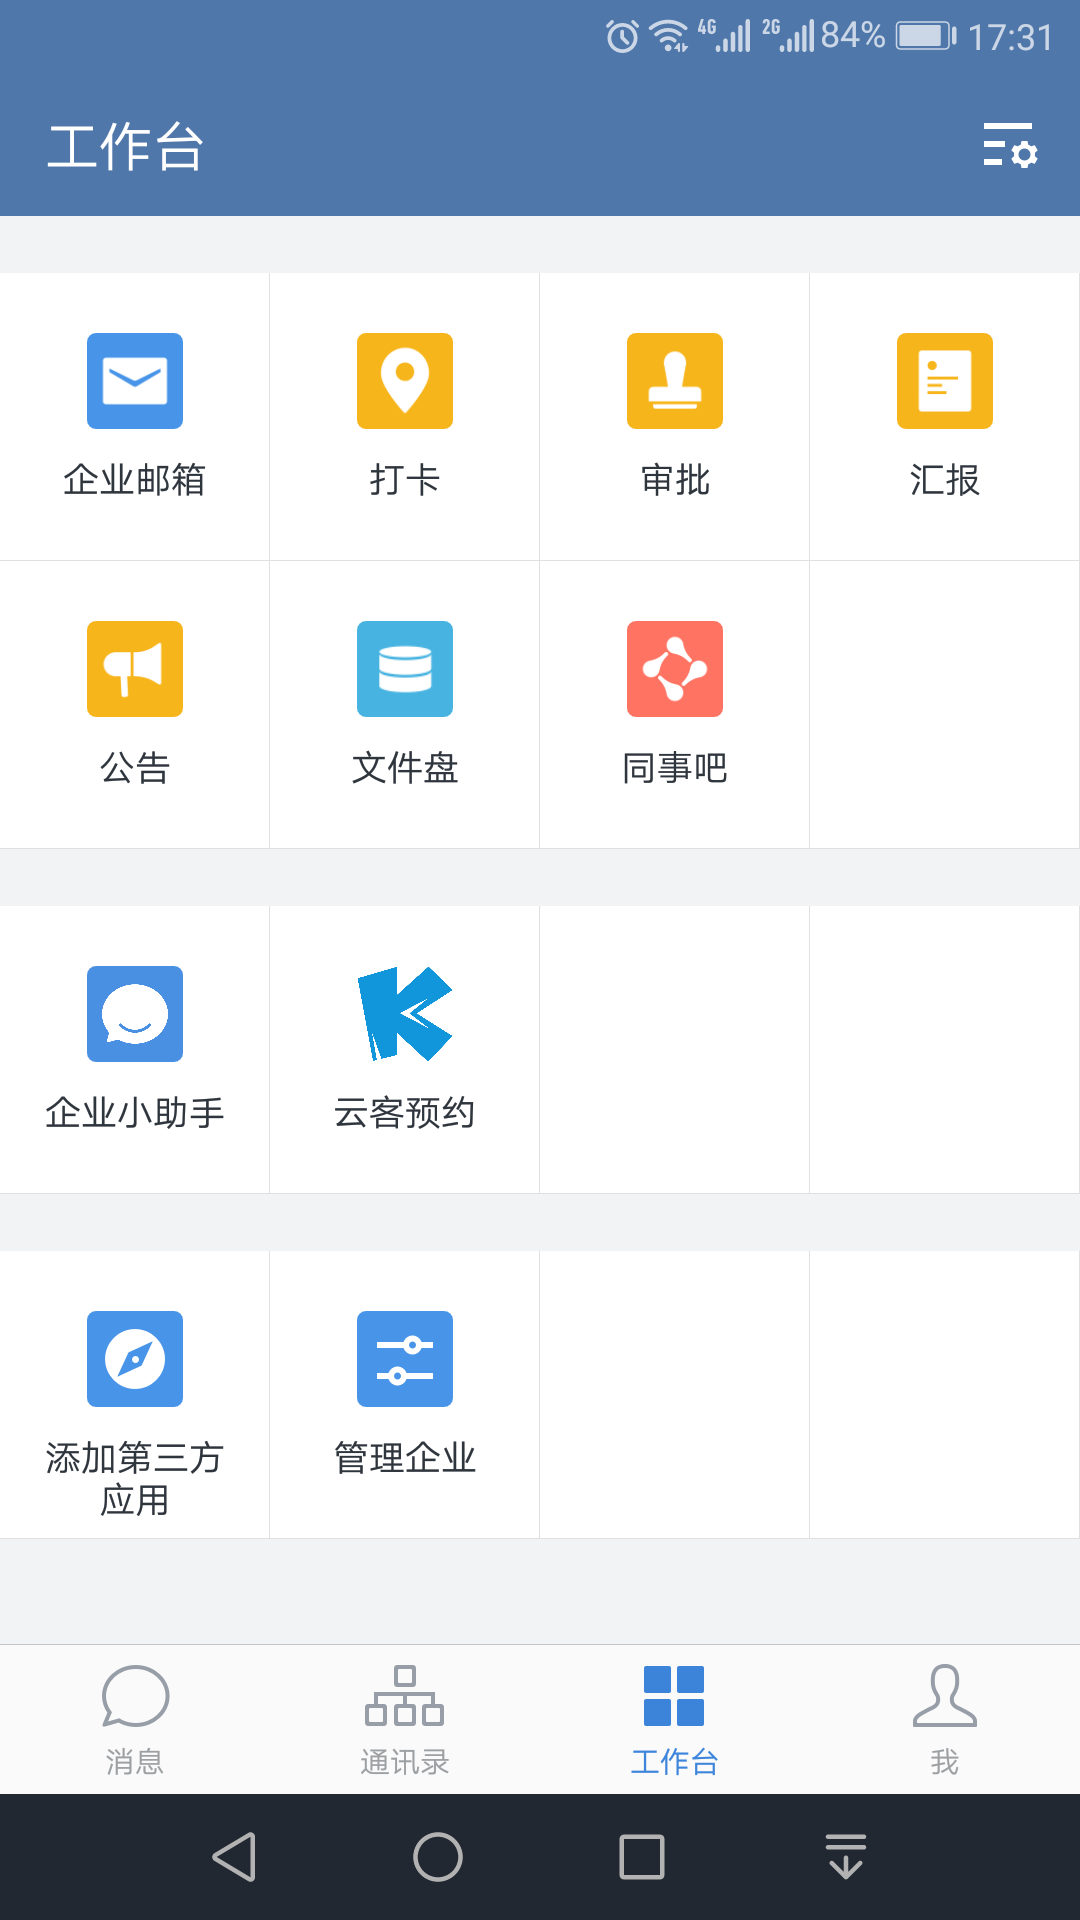 4G 2G 84% 17:31
工作台
企业邮箱 打卡 审批 汇报
公告 文件盘 同事吧
企业小助手 云客预约
添加第三方 管理企业
应用
消息 通讯录 工作台 我